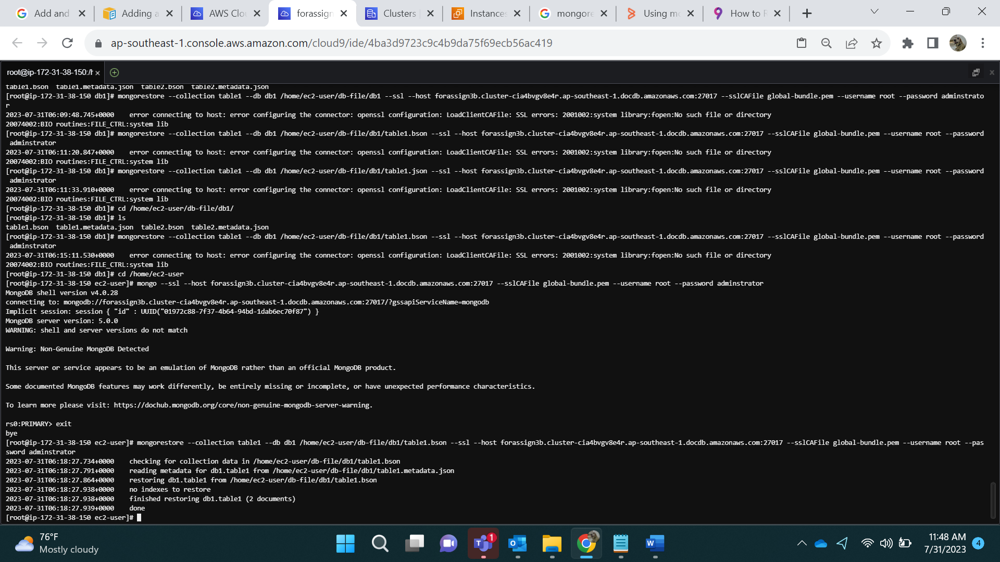 Add and
Adding a
AWS Clo
forassign
Clusters
Instances
mongore
Using mo
How to R
ap-southeast-1.console.aws.amazon.com/cloud9/ide/4ba3d9723c9c4b9da75f69ecb56ac419
root@ip-172-31-38-150:/h
table1.bson  table1.metadata.json  table2.bson  table2.metadata.json
[root@ip-172-31-38-150 db1]# mongorestore --collection table1 --db db1 /home/ec2-user/db-file/db1 --ssl --host forassign3b.cluster-cia4bvgv8e4r.ap-southeast-1.docdb.amazonaws.com:27017 --sslCAFile global-bundle.pem --username root --password adminstrato
r
2023-07-31T06:09:48.745+0000    error connecting to host: error configuring the connector: openssl configuration: LoadClientCAFile: SSL errors: 2001002:system library:fopen:No such file or directory
20074002:BIO routines:FILE_CTRL:system lib
[root@ip-172-31-38-150 db1]# mongorestore --collection table1 --db db1 /home/ec2-user/db-file/db1/table1.bson --ssl --host forassign3b.cluster-cia4bvgv8e4r.ap-southeast-1.docdb.amazonaws.com:27017 --sslCAFile global-bundle.pem --username root --password
adminstrator
2023-07-31T06:11:20.847+0000    error connecting to host: error configuring the connector: openssl configuration: LoadClientCAFile: SSL errors: 2001002:system library:fopen:No such file or directory
20074002:BIO routines:FILE_CTRL:system lib
[root@ip-172-31-38-150 db1]# mongorestore --collection table1 --db db1 /home/ec2-user/db-file/db1/table1.json --ssl --host forassign3b.cluster-cia4bvgv8e4r.ap-southeast-1.docdb.amazonaws.com:27017 --sslCAFile global-bundle.pem --username root --password
adminstrator
2023-07-31T06:11:33.910+0000    error connecting to host: error configuring the connector: openssl configuration: LoadClientCAFile: SSL errors: 2001002:system library:fopen:No such file or directory
20074002:BIO routines:FILE_CTRL:system lib
[root@ip-172-31-38-150 db1]# cd /home/ec2-user/db-file/db1/
[root@ip-172-31-38-150 db1]# ls
table1.bson  table1.metadata.json  table2.bson  table2.metadata.json
[root@ip-172-31-38-150 db1]# mongorestore --collection table1 --db db1 /home/ec2-user/db-file/db1/table1.bson --ssl --host forassign3b.cluster-cia4bvgv8e4r.ap-southeast-1.docdb.amazonaws.com:27017 --sslCAFile global-bundle.pem --username root --password
adminstrator
2023-07-31T06:15:11.530+0000    error connecting to host: error configuring the connector: openssl configuration: LoadClientCAFile: SSL errors: 2001002:system library:fopen:No such file or directory
20074002:BIO routines:FILE_CTRL:system lib
[root@ip-172-31-38-150 db1]# cd /home/ec2-user
[root@ip-172-31-38-150 ec2-user]# mongo --ssl --host forassign3b.cluster-cia4bvgv8e4r.ap-southeast-1.docdb.amazonaws.com:27017 --sslCAFile global-bundle.pem --username root --password adminstrator
MongoDB shell version v4.0.28
connecting to: mongodb://forassign3b.cluster-cia4bvgv8e4r.ap-southeast-1.docdb.amazonaws.com:27017/?gssapiServiceName=mongodb
Implicit session: session { "id" : UUID("01972c88-7f37-4b64-94bd-1dab6ec70f87") }
MongoDB server version: 5.0.0
WARNING: shell and server versions do not match
Warning: Non-Genuine MongoDB Detected
This server or service appears to be an emulation of MongoDB rather than an official MongoDB product.
Some documented MongoDB features may work differently, be entirely missing or incomplete, or have unexpected performance characteristics.
To learn more please visit: https://dochub.mongodb.org/core/non-genuine-mongodb-server-warning.
rs0:PRIMARY> exit
bye
[root@ip-172-31-38-150 ec2-user]# mongorestore --collection table1 --db db1 /home/ec2-user/db-file/db1/table1.bson --ssl --host forassign3b.cluster-cia4bvgv8e4r.ap-southeast-1.docdb.amazonaws.com:27017 --sslCAFile global-bundle.pem --username root --pas
sword adminstrator
2023-07-31T06:18:27.734+0000    checking for collection data in /home/ec2-user/db-file/db1/table1.bson
2023-07-31T06:18:27.791+0000    reading metadata for db1.table1 from /home/ec2-user/db-file/db1/table1.metadata.json
2023-07-31T06:18:27.864+0000    restoring db1.table1 from /home/ec2-user/db-file/db1/table1.bson
2023-07-31T06:18:27.938+0000    no indexes to restore
2023-07-31T06:18:27.938+0000    finished restoring db1.table1 (2 documents)
2023-07-31T06:18:27.939+0000    done
[root@ip-172-31-38-150 ec2-user]#
76°F
Mostly cloudy
1
11:48 AM
7/31/2023
4